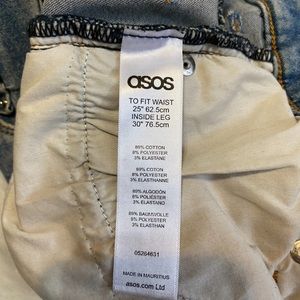 asos
TO FIT WAIST
25" 62.5cm
INSIDE LEG
30" 76.5cm
89% COTTON
8% POLYESTER
3% ELASTANE
89% COTON
8% POLYESTER
3% ELASTHANNE
89% ALGODÓN
8% POLIÉSTER
3% ELASTANO
89% BAUMWOLLE
8% POLYESTER
3% ELASTHAN
05264631
MADE IN MAURITIUS
asos.com Ltd